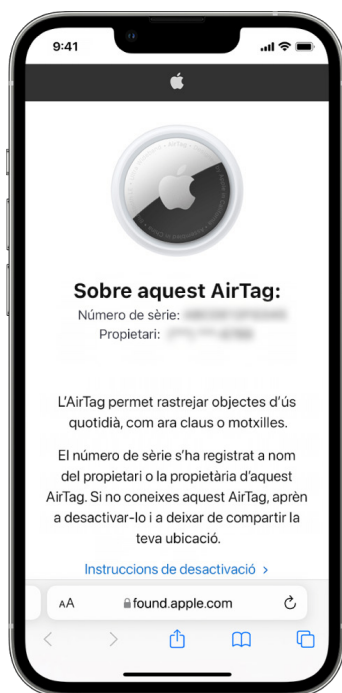 9:41
Sobre aquest AirTag:
Número de sèrie:
Propietari:
L'AirTag permet rastrejar objectes d'ús
quotidià, com ara claus o motxilles.
El número de sèrie s'ha registrat a nom
del propietari o la propietària d'aquest
AirTag. Si no coneixes aquest AirTag, aprèn
a desactivar-lo i a deixar de compartir la
teva ubicació.
Instruccions de desactivació >
AA found.apple.com